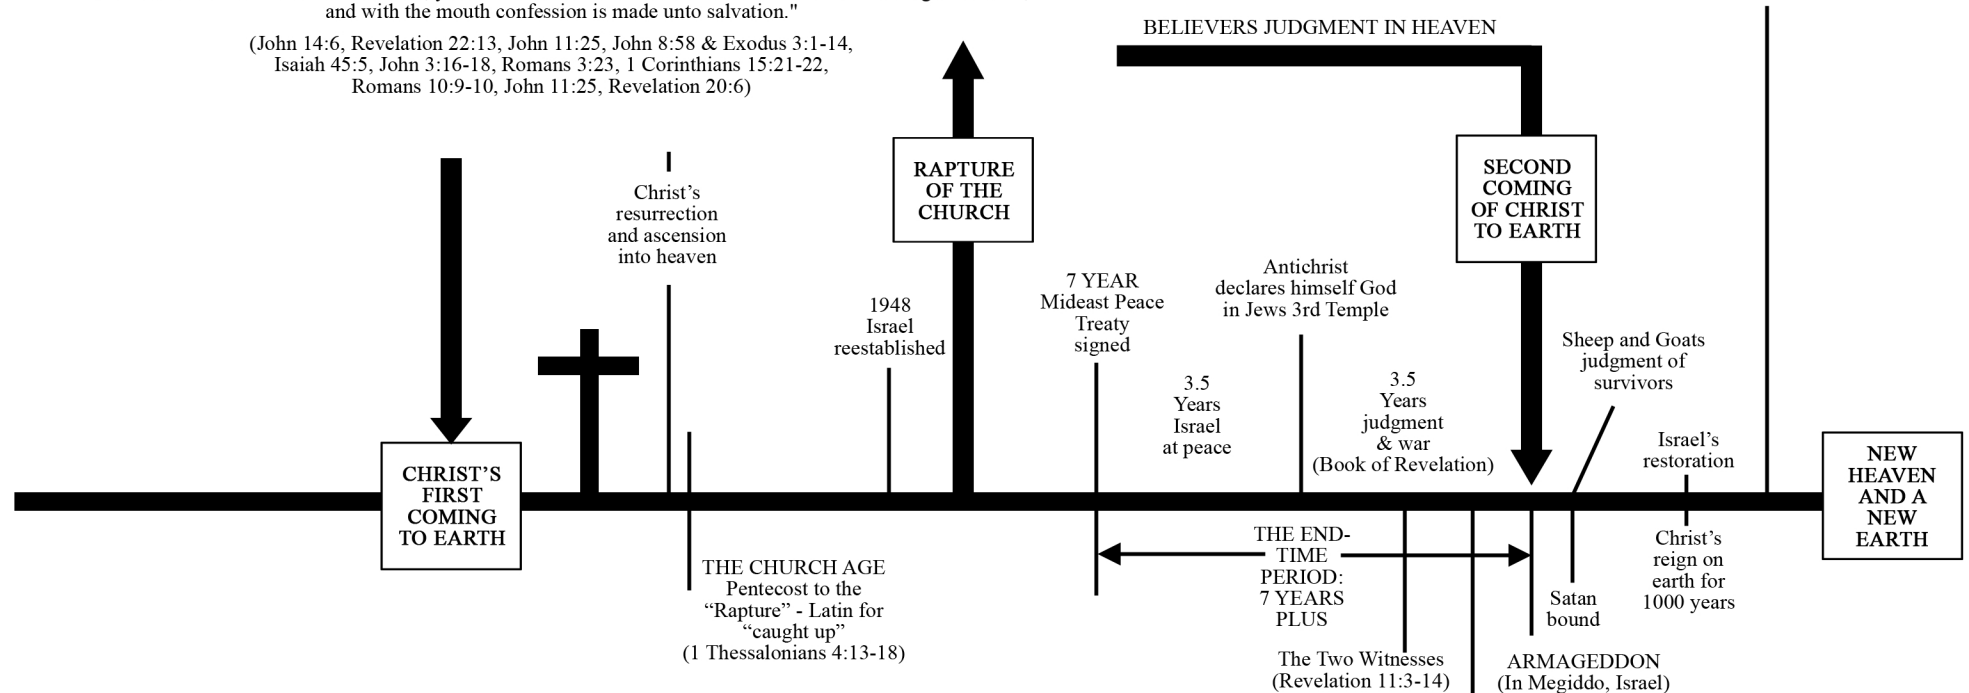 and with the mouth confession is made unto salvation."
(John 14:6, Revelation 22:13, John 11:25, John 8:58 & Exodus 3:1-14,
Isaiah 45:5, John 3:16-18, Romans 3:23, 1 Corinthians 15:21-22,
Romans 10:9-10, John 11:25, Revelation 20:6)
BELIEVERS JUDGMENT IN HEAVEN
CHRIST’S
FIRST
COMING
TO EARTH
Christ’s
resurrection
and ascension
into heaven
THE CHURCH AGE
Pentecost to the
“Rapture” - Latin for
“caught up”
(1 Thessalonians 4:13-18)
1948
Israel
reestablished
RAPTURE
OF THE
CHURCH
7 YEAR
Mideast Peace
Treaty
signed
3.5
Years
Israel
at peace
Antichrist
declares himself God
in Jews 3rd Temple
3.5
Years
judgment
& war
(Book of Revelation)
THE END-
TIME
PERIOD:
7 YEARS
PLUS
The Two Witnesses
(Revelation 11:3-14)
SECOND
COMING
OF CHRIST
TO EARTH
ARMAGEDDON
(In Megiddo, Israel)
Sheep and Goats
judgment of
survivors
Satan
bound
Israel’s
restoration
Christ’s
reign on
earth for
1000 years
NEW
HEAVEN
AND A
NEW
EARTH